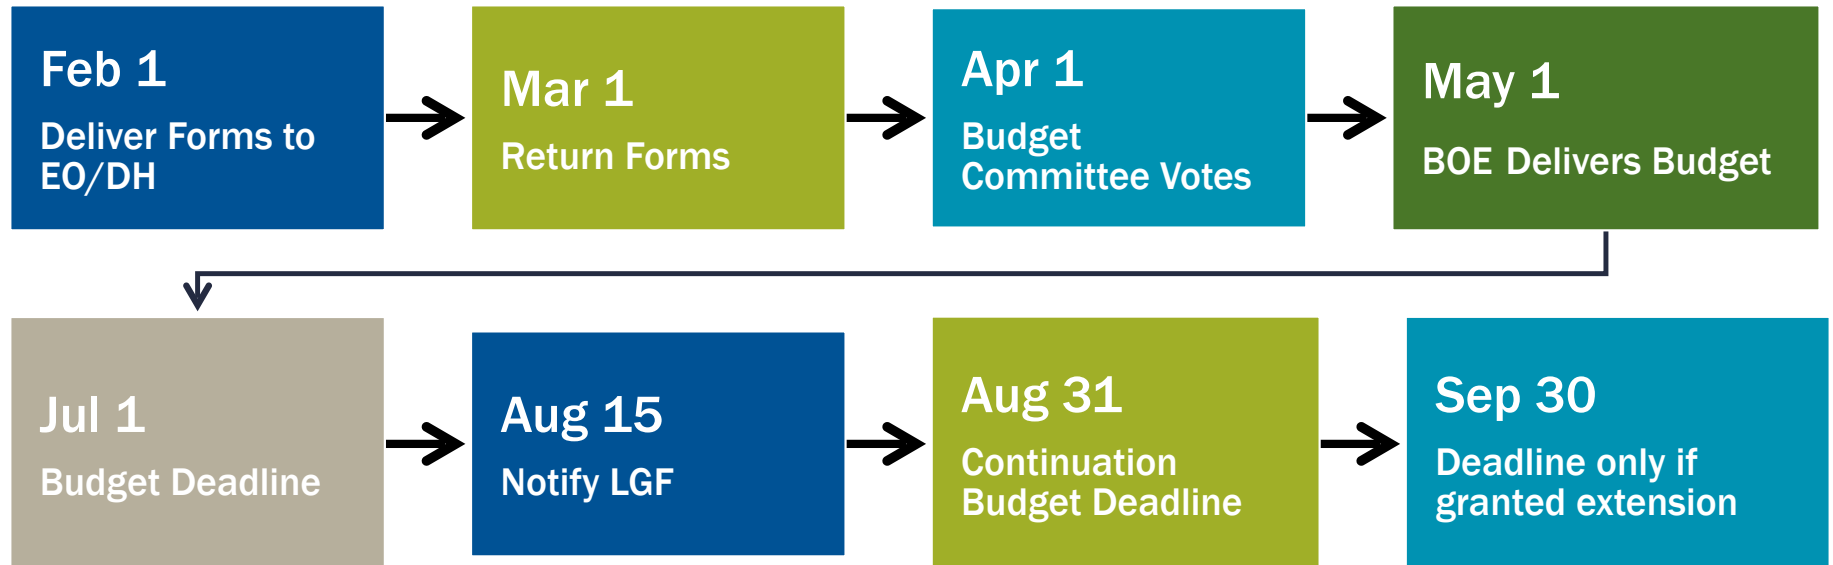 Feb 1
Deliver Forms to
EO/DH
Mar 1
Return Forms
Apr 1
Budget
Committee Votes
May 1
BOE Delivers Budget
Jul 1
Budget Deadline
Aug 15
Notify LGF
Aug 31
Continuation
Budget Deadline
Sep 30
Deadline only if
granted extension